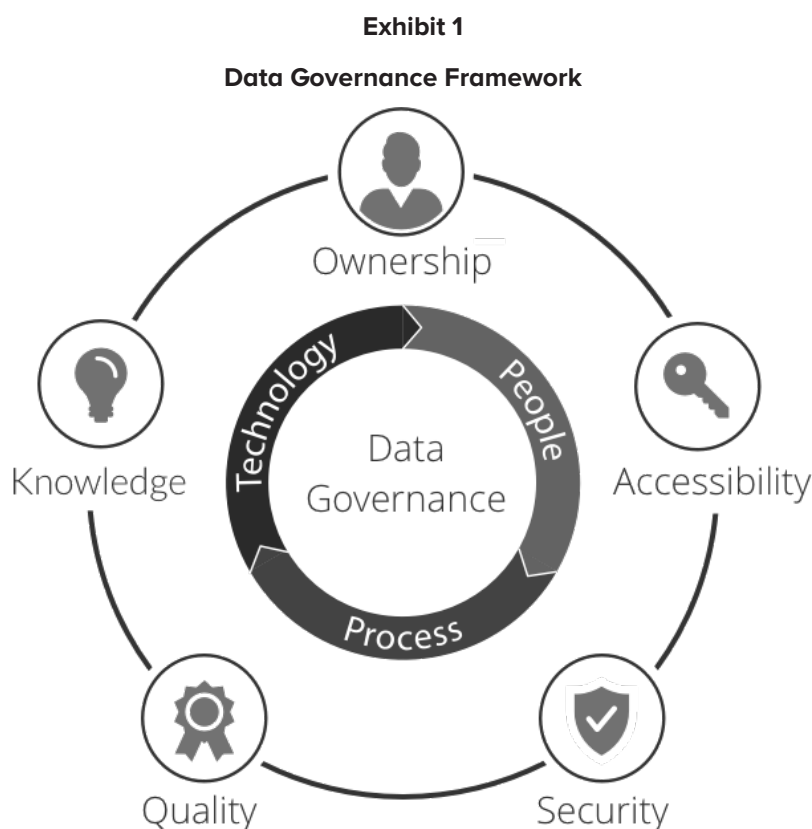 Exhibit 1
Data Governance Framework
Ownership
Technology
People
Knowledge
Data
Governance
Accessibility
Process
Quality
Security